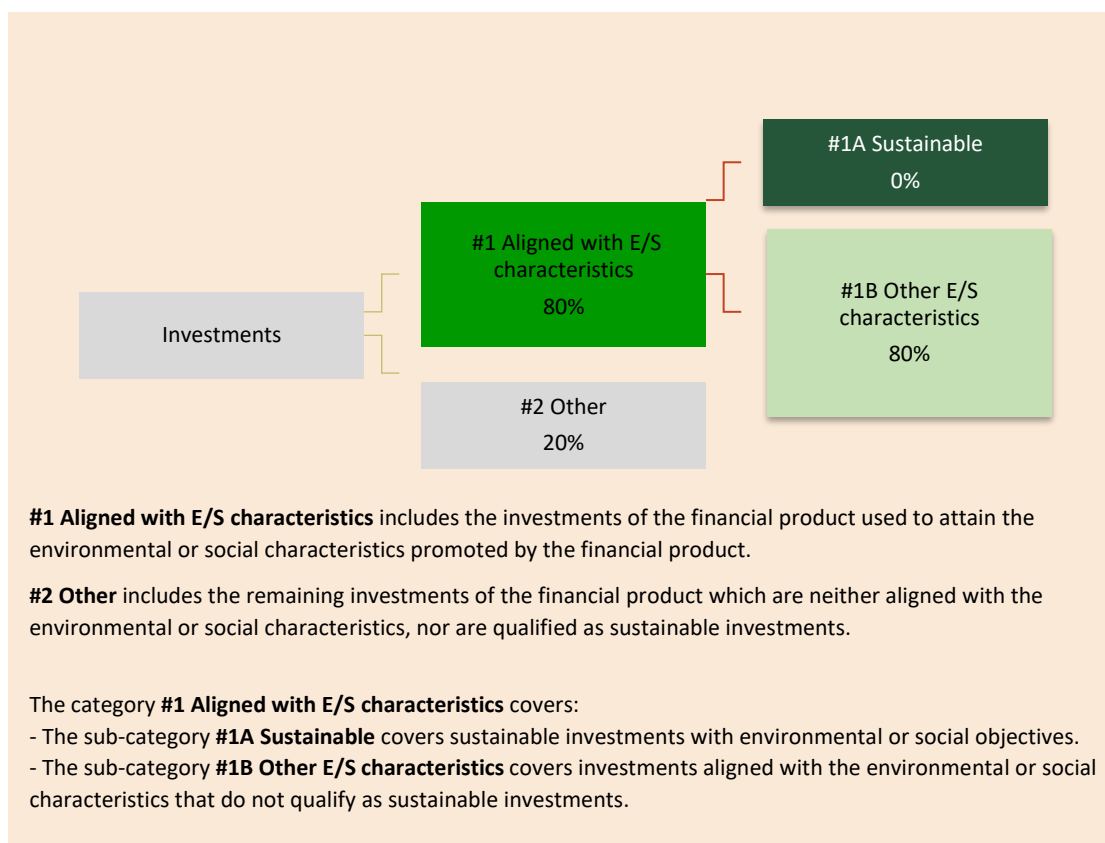 #1A Sustainable
0%
#1 Aligned with E/S
characteristics
80%
#1B Other E/S
characteristics
80%
Investments
#2 Other
20%
#1 Aligned with E/S characteristics includes the investments of the financial product used to attain the
environmental or social characteristics promoted by the financial product.
#2 Other includes the remaining investments of the financial product which are neither aligned with the
environmental or social characteristics, nor are qualified as sustainable investments.
The category #1 Aligned with E/S characteristics covers:
- The sub-category #1A Sustainable covers sustainable investments with environmental or social objectives.
- The sub-category #1B Other E/S characteristics covers investments aligned with the environmental or social
characteristics that do not qualify as sustainable investments.